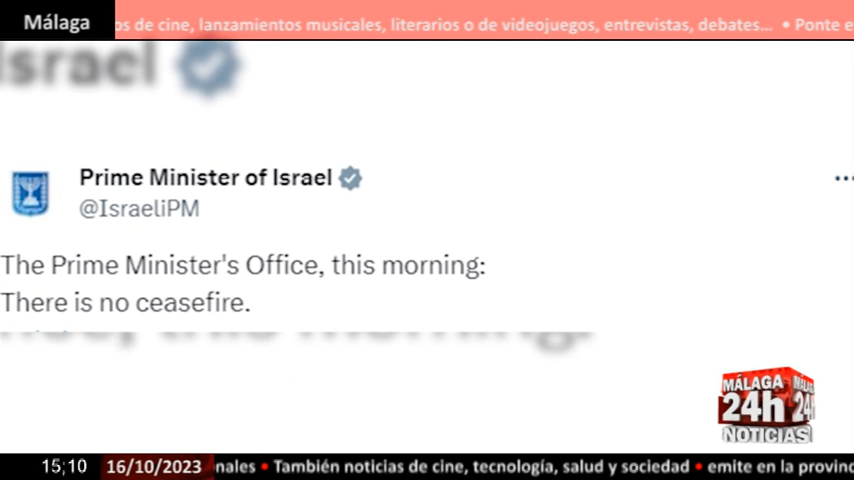 Málaga
os de cine, lanzamientos musicales, literarios o de videojuegos, entrevistas, debates... • Ponte e
Israel
Prime Minister of Israel
@IsraeliPM
...
The Prime Minister's Office, this morning:
There is no ceasefire.
MÁLAGA
24h
NOTICIAS
15:10
16/10/2023
nales • También noticias de cine, tecnología, salud y sociedad • emite en la provinc